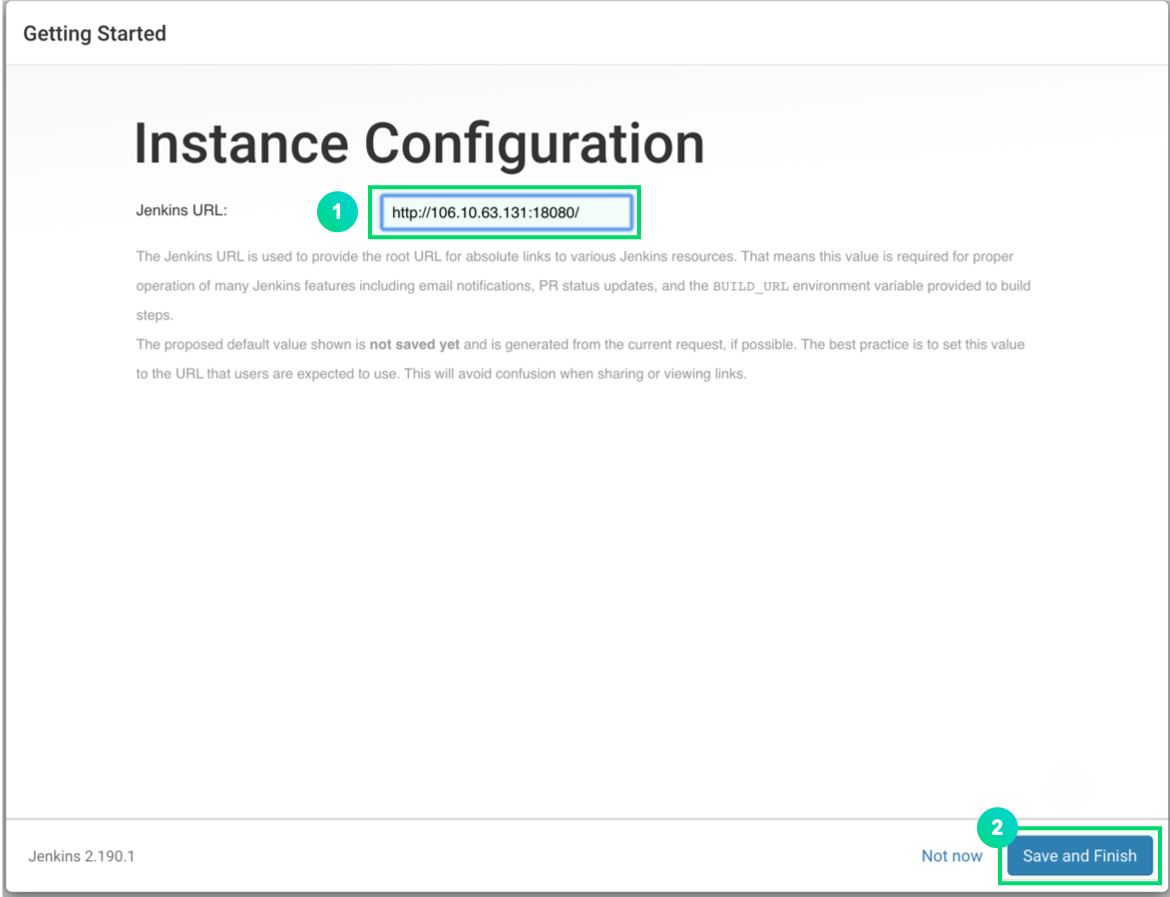 Getting Started
Instance Configuration
Jenkins URL:
1
http://106.10.63.131:18080/
The Jenkins URL is used to provide the root URL for absolute links to various Jenkins resources. That means this value is required for proper
operation of many Jenkins features including email notifications, PR status updates, and the BUILD_URL environment variable provided to build
steps.
The proposed default value shown is not saved yet and is generated from the current request, if possible. The best practice is to set this value
to the URL that users are expected to use. This will avoid confusion when sharing or viewing links.
2
Jenkins 2.190.1
Not now
Save and Finish